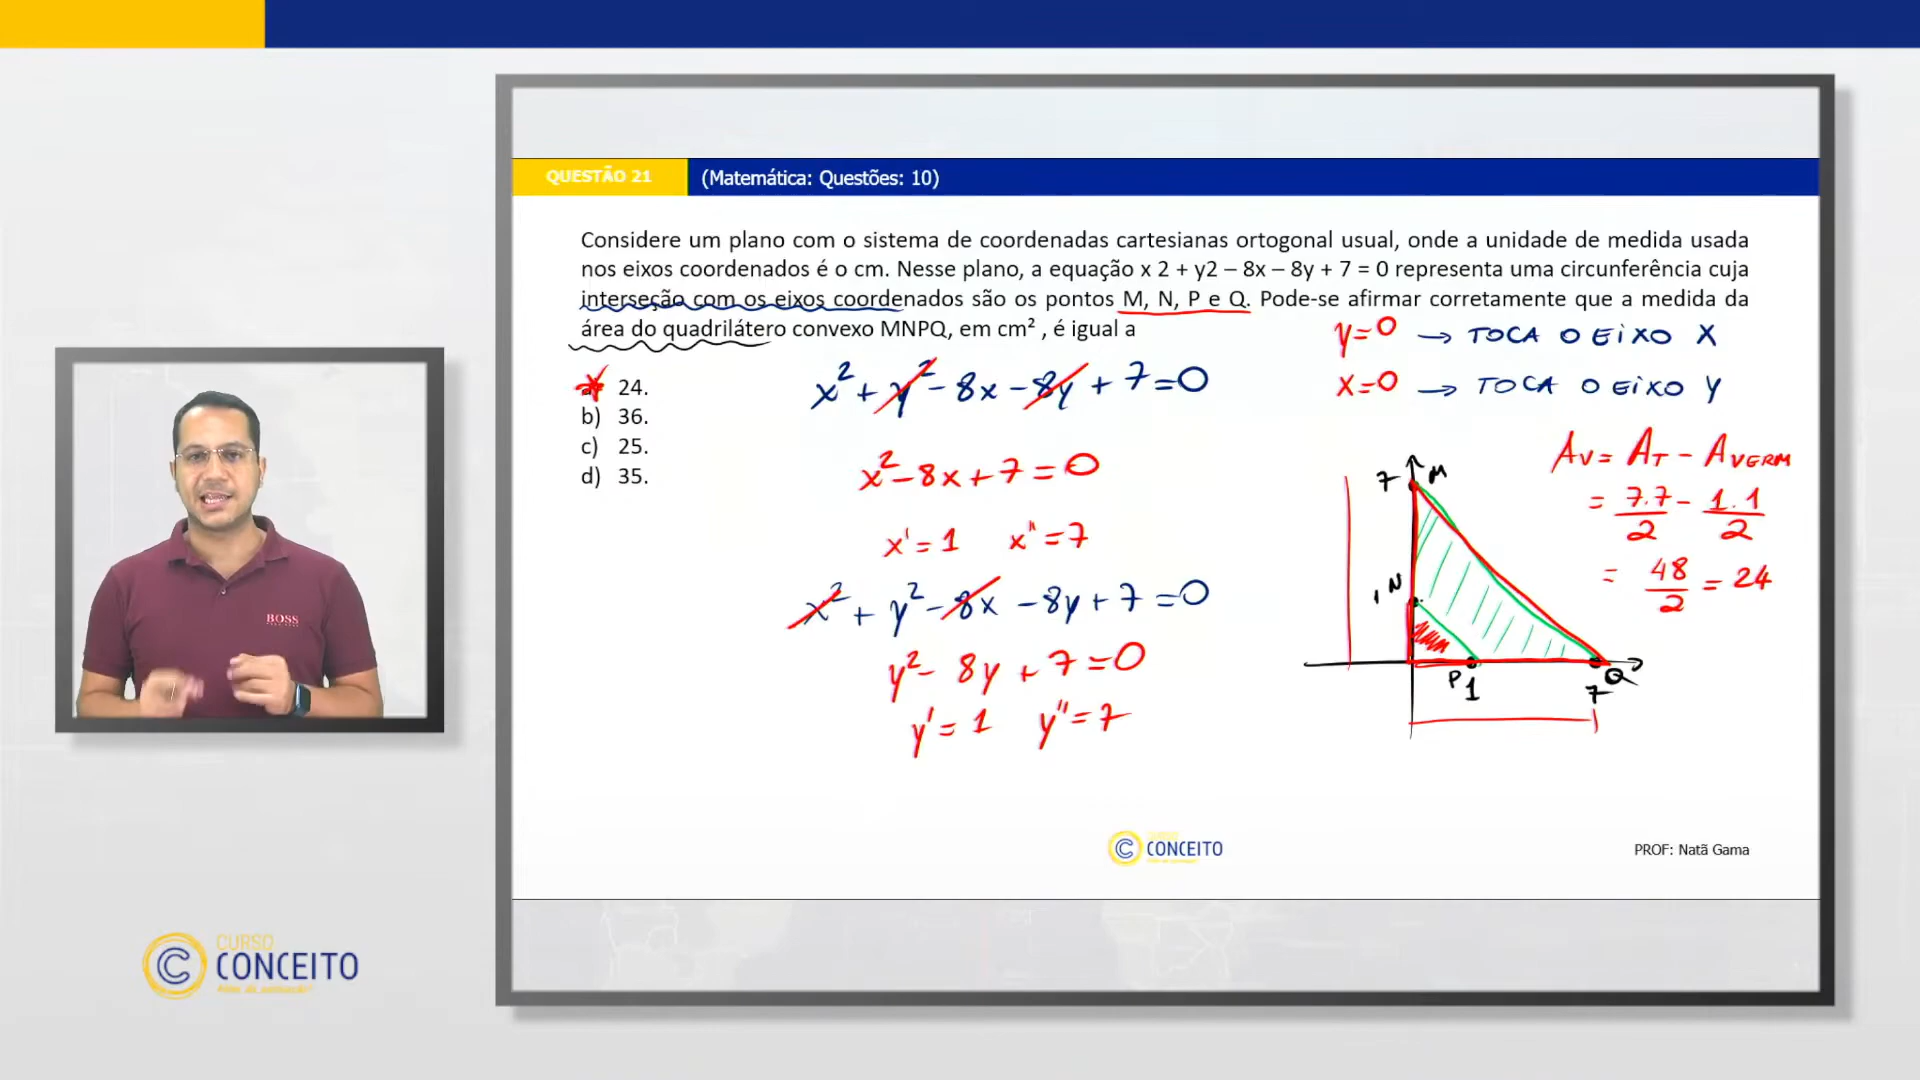 QUESTÃO 21
(Matemática: Questões: 10)
Considere um plano com o sistema de coordenadas cartesianas ortogonal usual, onde a unidade de medida usada
nos eixos coordenados é o cm. Nesse plano, a equação x 2 + y2 – 8x – 8y + 7 = 0 representa uma circunferência cuja
interseção com os eixos coordenados são os pontos M, N, P e Q. Pode-se afirmar corretamente que a medida da
área do quadrilátero convexo MNPQ, em cm² , é igual a
a) 24.
b) 36.
c) 25.
d) 35.
y=0 → TOCA O EIXO X
x=0 → TOCA O EIXO Y
x² + y² - 8x - 8y + 7 = 0
x² - 8x + 7 = 0
x' = 1 x" = 7
x² + y² - 8x - 8y + 7 = 0
y² - 8y + 7 = 0
y' = 1 y" = 7
7 M
1 N
P 1
7 Q
Av = AT - AVERM
= 7.7/2 - 1.1/2
= 48/2 = 24
BOSS
CURSO
CONCEITO
CURSO
CONCEITO
PROF: Natã Gama